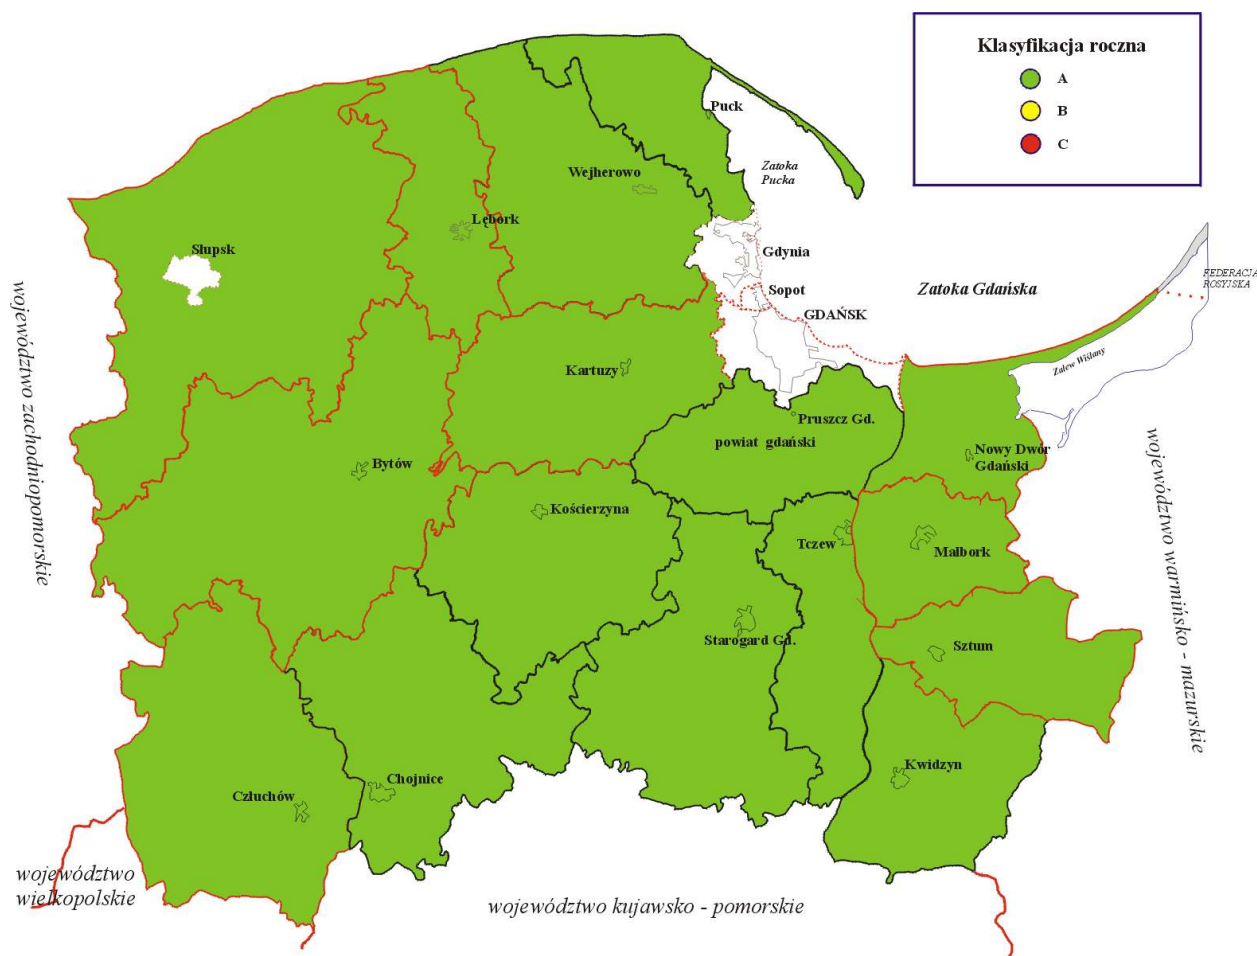 Klasyfikacja roczna
A
B
C
Puck
Zatoka
Pucka
Wejherowo
Lębork
Słupsk
Gdynia
Sopot
GDAŃSK
Zatoka Gdańska
FEDERACJA
ROSYJSKA
Zalew Wiślany
województwo zachodniopomorskie
Kartuzy
Pruszcz Gd.
powiat gdański
Nowy Dwór
Gdański
Bytów
Kościerzyna
Tczew
Malbork
województwo warmińsko - mazurskie
Starogard Gd.
Sztum
Kwidzyn
Chojnice
Człuchów
województwo
wielkopolskie
województwo kujawsko - pomorskie